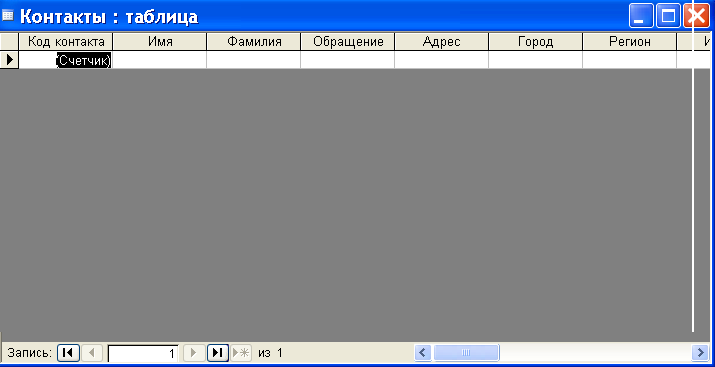 Контакты : таблица
Код контакта Имя Фамилия Обращение Адрес Город Регион
(Счетчик)
Запись: 1 из 1